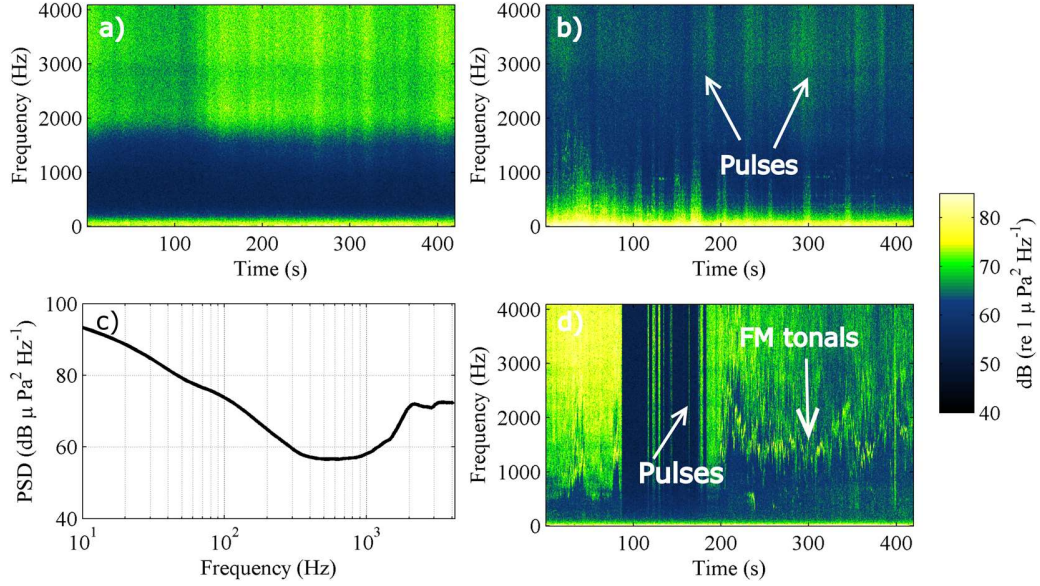 a)
4000
3000
2000
1000
0
Frequency (Hz)
100 200 300 400
Time (s)
b)
Pulses
4000
3000
2000
1000
0
Frequency (Hz)
100 200 300 400
Time (s)
c)
100
80
60
40
PSD (dB μ Pa² Hz⁻¹)
10¹ 10² 10³
Frequency (Hz)
d)
FM tonals
Pulses
4000
3000
2000
1000
0
Frequency (Hz)
100 200 300 400
Time (s)
80
70
60
50
40
dB (re 1 μ Pa² Hz⁻¹)